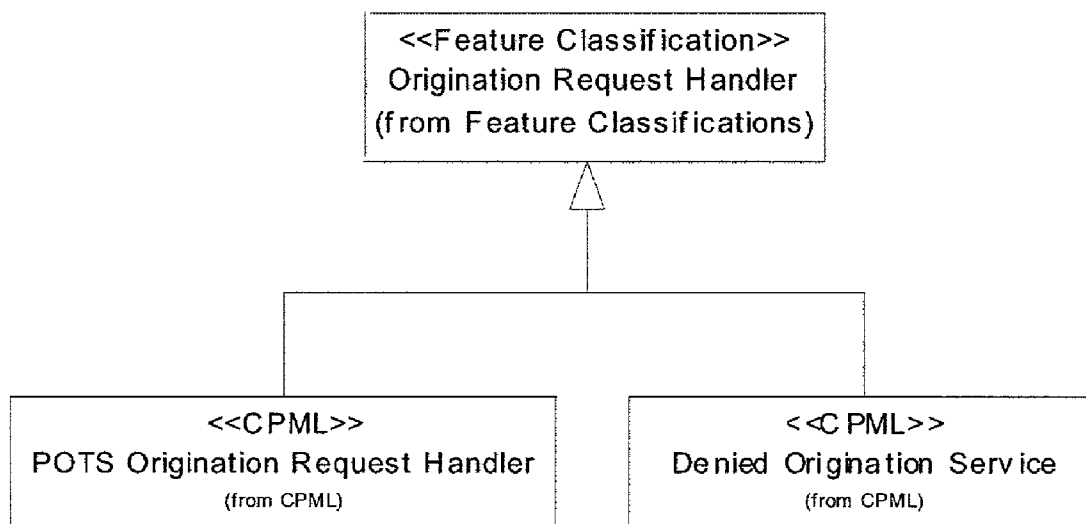 <<Feature Classification>>
Origination Request Handler
(from Feature Classifications)
<<CPML>>
POTS Origination Request Handler
(from CPML)
<<CPML>>
Denied Origination Service
(from CPML)